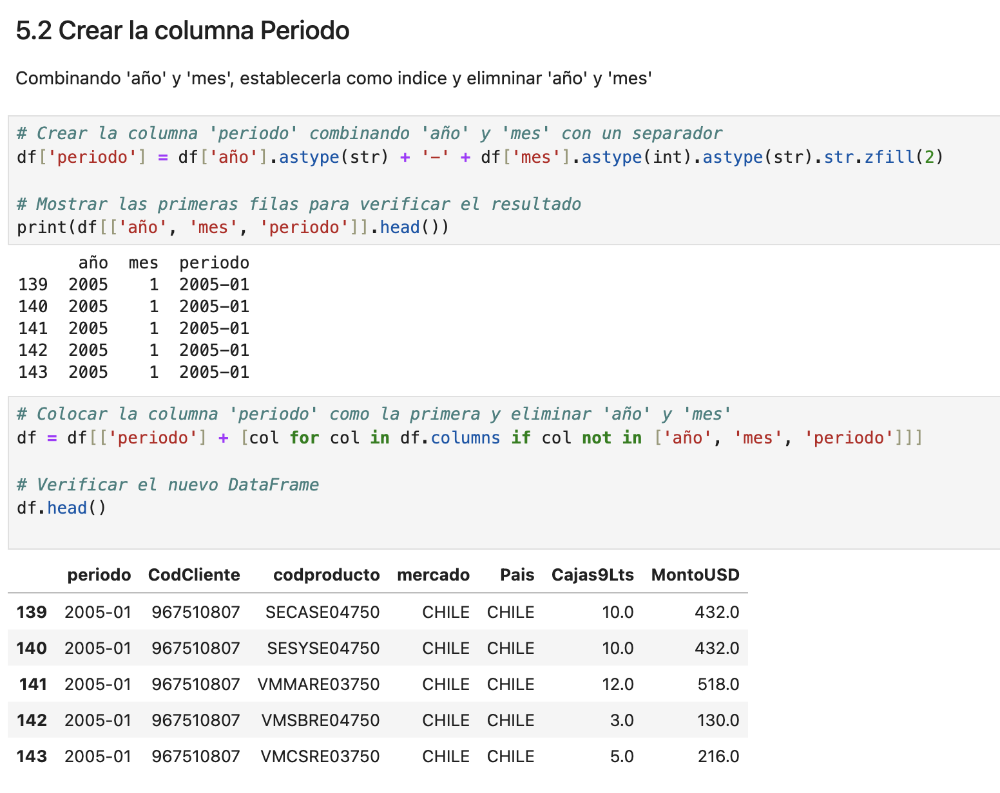 5.2 Crear la columna Periodo
Combinando 'año' y 'mes', establecerla como indice y elimninar 'año' y 'mes'
# Crear la columna 'periodo' combinando 'año' y 'mes' con un separador
df['periodo'] = df['año'].astype(str) + '-' + df['mes'].astype(int).astype(str).str.zfill(2)
# Mostrar las primeras filas para verificar el resultado
print(df[['año', 'mes', 'periodo']].head())
año mes periodo
139 2005 1 2005-01
140 2005 1 2005-01
141 2005 1 2005-01
142 2005 1 2005-01
143 2005 1 2005-01
# Colocar la columna 'periodo' como la primera y eliminar 'año' y 'mes'
df = df[['periodo'] + [col for col in df.columns if col not in ['año', 'mes', 'periodo']]]
# Verificar el nuevo DataFrame
df.head()
periodo CodCliente codproducto mercado Pais Cajas9Lts MontoUSD
139 2005-01 967510807 SECASE04750 CHILE CHILE 10.0 432.0
140 2005-01 967510807 SESYSE04750 CHILE CHILE 10.0 432.0
141 2005-01 967510807 VMMARE03750 CHILE CHILE 12.0 518.0
142 2005-01 967510807 VMSBRE04750 CHILE CHILE 3.0 130.0
143 2005-01 967510807 VMCSRE03750 CHILE CHILE 5.0 216.0